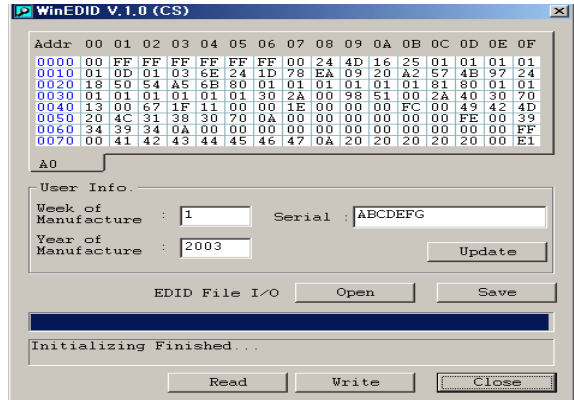 WinEDID V.1.0 (CS)
Addr 00 01 02 03 04 05 06 07 08 09 0A 0B 0C 0D 0E 0F
0000 00 FF FF FF FF FF FF 00 24 4D 16 25 01 01 01 01
0010 01 0D 01 03 6E 24 1D 78 EA 09 20 A2 57 4B 97 24
0020 18 50 54 A5 6B 80 01 01 01 01 01 01 81 80 01 01
0030 01 01 01 01 01 01 30 2A 00 98 51 00 2A 40 30 70
0040 13 00 67 1F 11 00 00 1E 00 00 00 FC 00 49 42 4D
0050 20 4C 31 38 30 70 0A 00 00 00 00 00 00 FE 00 39
0060 34 39 34 0A 00 00 00 00 00 00 00 00 00 00 00 FF
0070 00 41 42 43 44 45 46 47 0A 20 20 20 20 20 00 E1
A0
User Info.
Week of Manufacture : 1 Serial : ABCDEFG
Year of Manufacture : 2003 Update
EDID File I/O Open Save
Initializing Finished...
Read Write Close